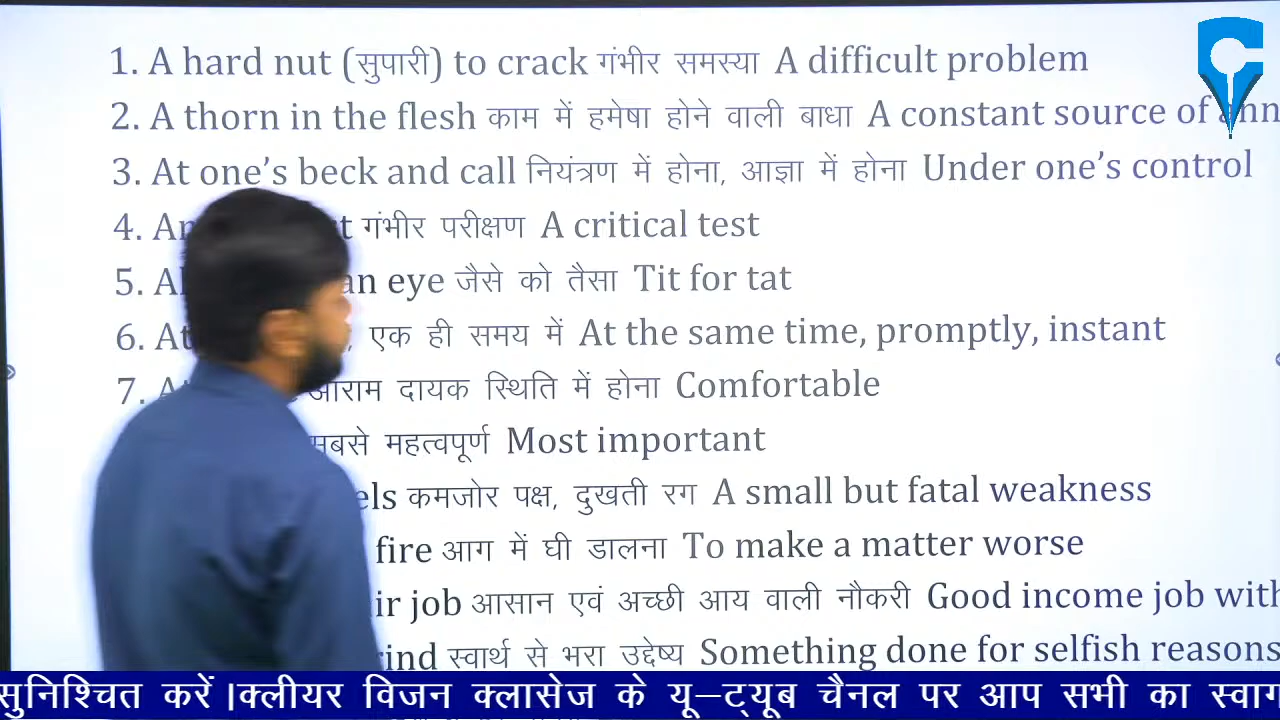 1. A hard nut (सुपारी) to crack गंभीर समस्या A difficult problem
2. A thorn in the flesh काम में हमेषा होने वाली बाधा A constant source of
3. At one’s beck and call नियंत्रण में होना, आज्ञा में होना Under one’s control
4. गंभीर परीक्षण A critical test
5. an eye जैसे को तैसा Tit for tat
6. At एक ही समय में At the same time, promptly, instant
7. आराम दायक स्थिति में होना Comfortable
सबसे महत्वपूर्ण Most important
els कमजोर पक्ष, दुखती रग A small but fatal weakness
fire आग में घी डालना To make a matter worse
ir job आसान एवं अच्छी आय वाली नौकरी Good income job with
rind स्वार्थ से भरा उद्देष्य Something done for selfish reasons
सुनिश्चित करें।क्लीयर विजन क्लासेज के यू–ट्यूब चैनल पर आप सभी का